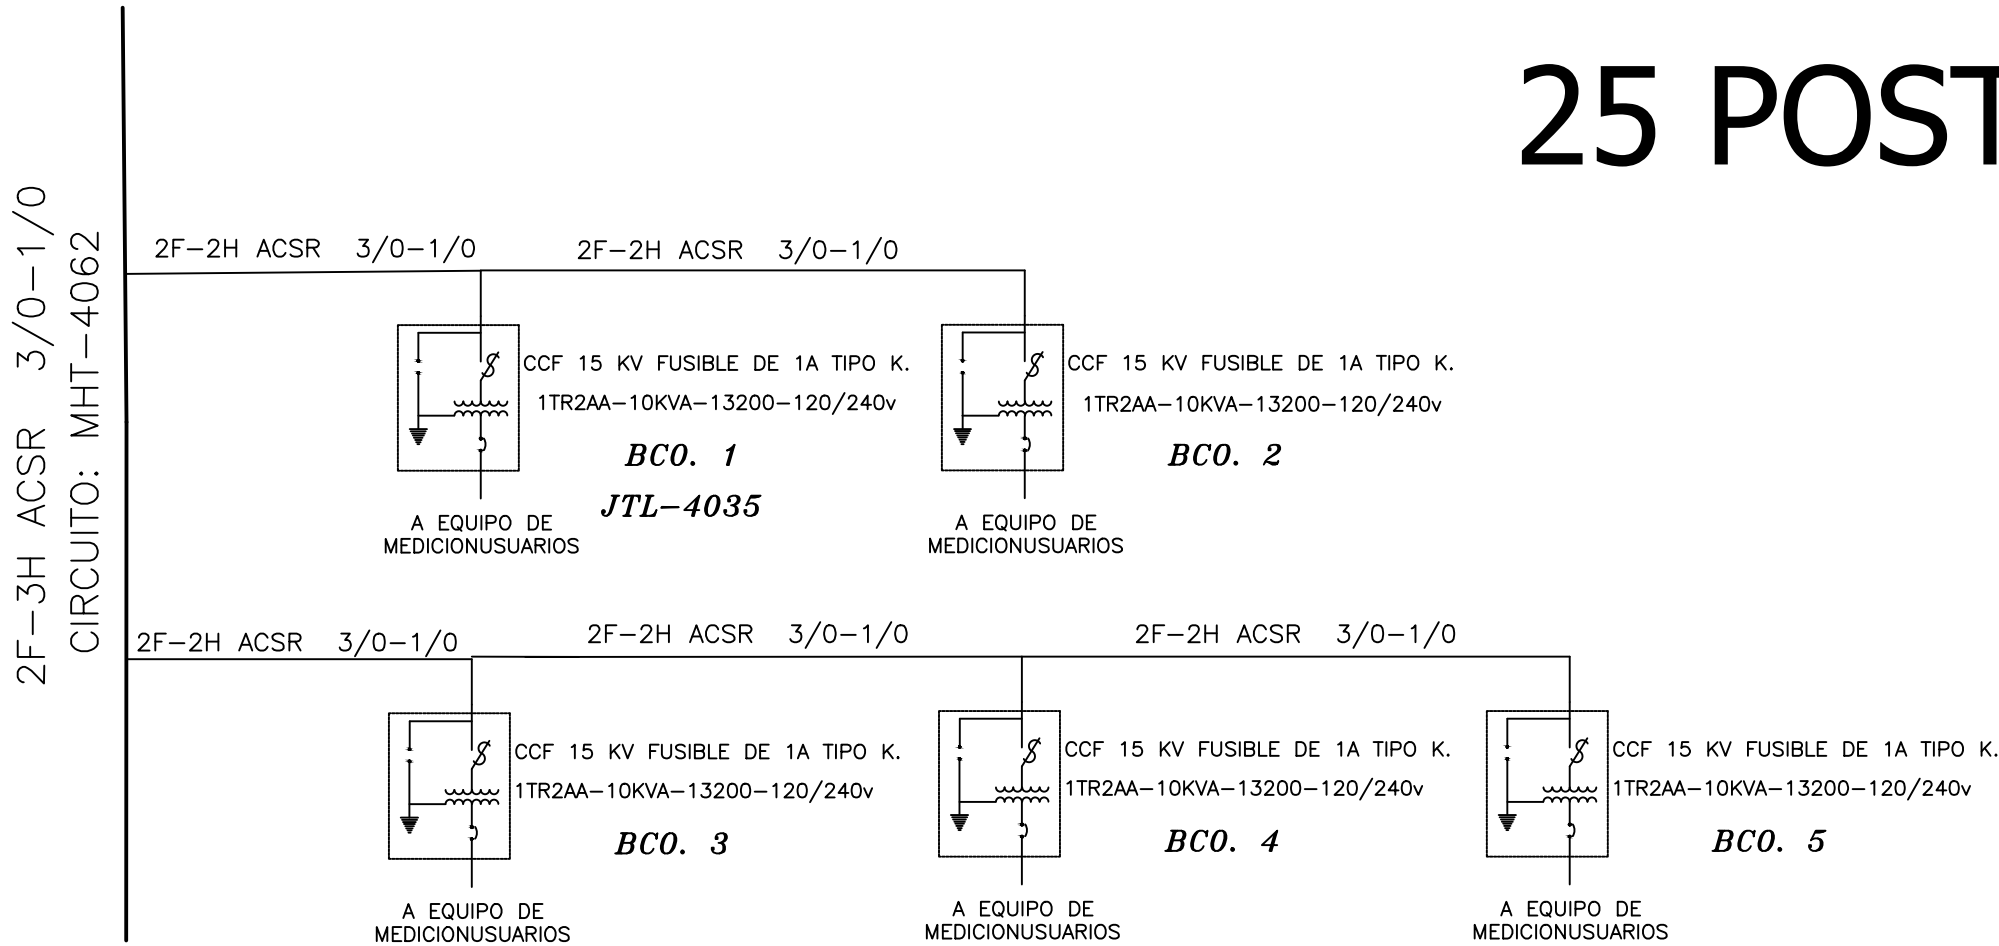 25 POST
2F-3H ACSR 3/0-1/0
CIRCUITO: MHT-4062
2F-2H ACSR 3/0-1/0
2F-2H ACSR 3/0-1/0
CCF 15 KV FUSIBLE DE 1A TIPO K.
1TR2AA-10KVA-13200-120/240v
BCO. 1
JTL-4035
A EQUIPO DE
MEDICIONUSUARIOS
CCF 15 KV FUSIBLE DE 1A TIPO K.
1TR2AA-10KVA-13200-120/240v
BCO. 2
A EQUIPO DE
MEDICIONUSUARIOS
2F-2H ACSR 3/0-1/0
2F-2H ACSR 3/0-1/0
2F-2H ACSR 3/0-1/0
CCF 15 KV FUSIBLE DE 1A TIPO K.
1TR2AA-10KVA-13200-120/240v
BCO. 3
A EQUIPO DE
MEDICIONUSUARIOS
CCF 15 KV FUSIBLE DE 1A TIPO K.
1TR2AA-10KVA-13200-120/240v
BCO. 4
A EQUIPO DE
MEDICIONUSUARIOS
CCF 15 KV FUSIBLE DE 1A TIPO K.
1TR2AA-10KVA-13200-120/240v
BCO. 5
A EQUIPO DE
MEDICIONUSUARIOS